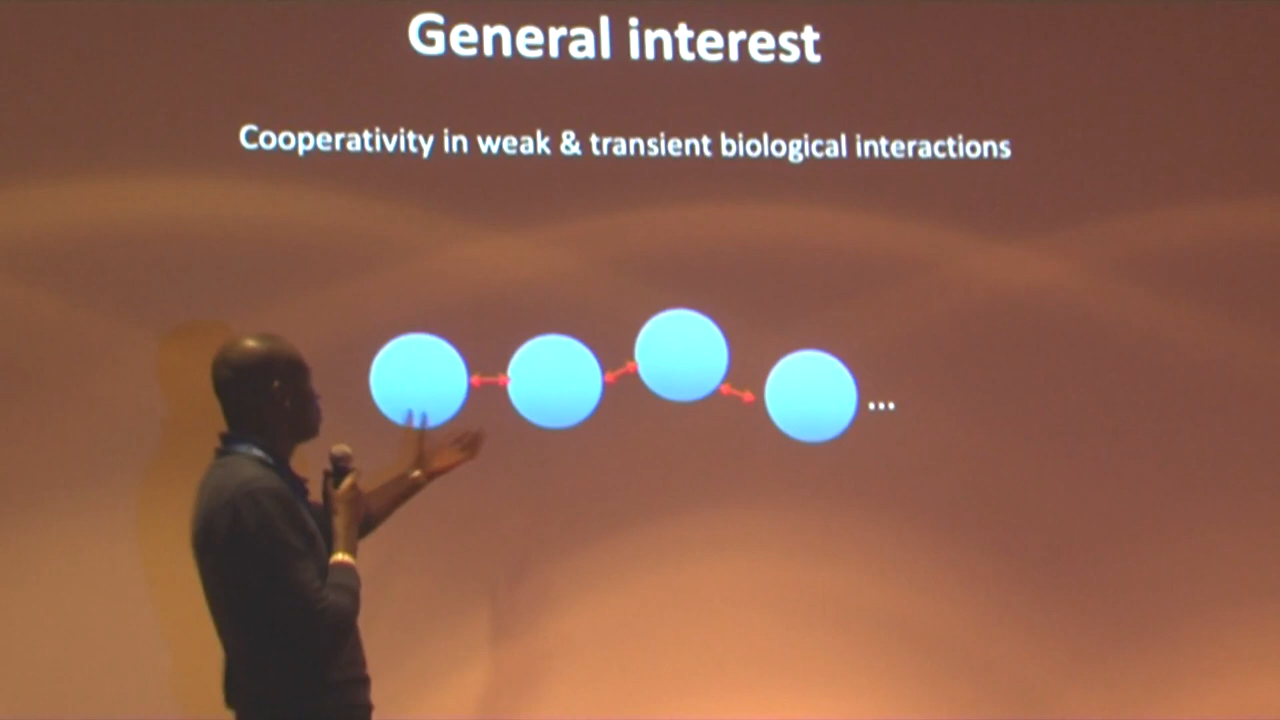 General interest
Cooperativity in weak & transient biological interactions
...